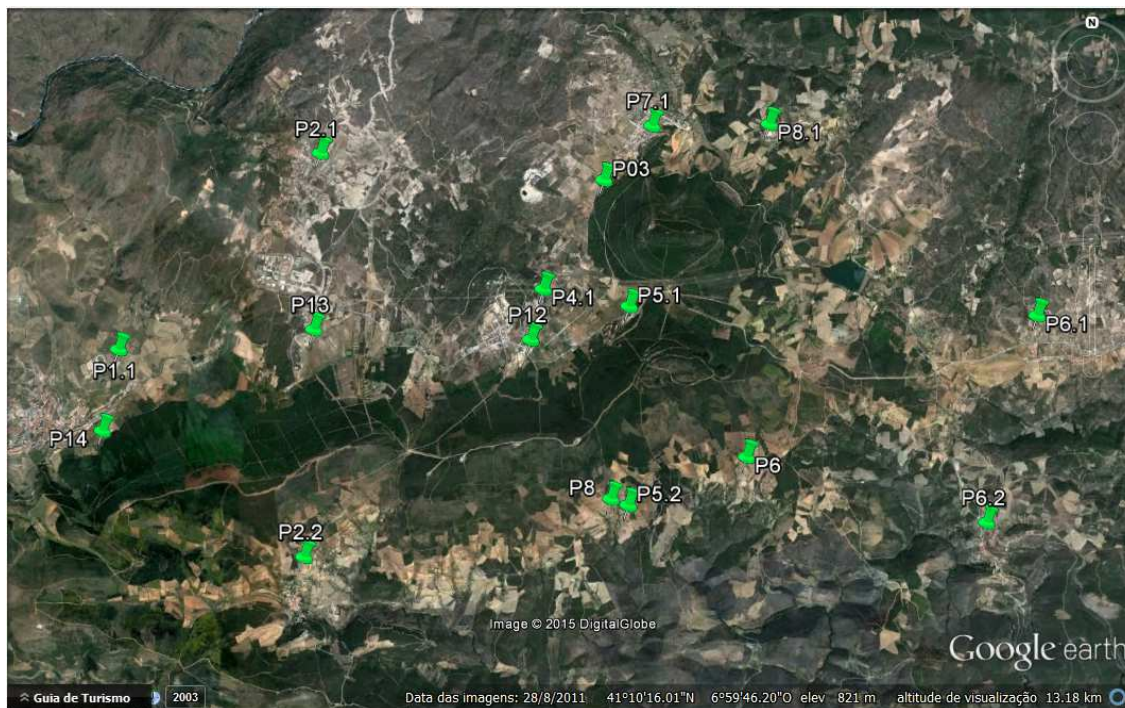 N
P7.1
P8.1
P2.1
P03
P4.1
P5.1
P13
P12
P6.1
P1.1
P14
P6
P8
P5.2
P6.2
P2.2
Image © 2015 DigitalGlobe
Google earth
Guia de Turismo
2003
Data das imagens: 28/8/2011 41°10'16.01"N 6°59'46.20"O elev 821 m altitude de visualização 13.18 km